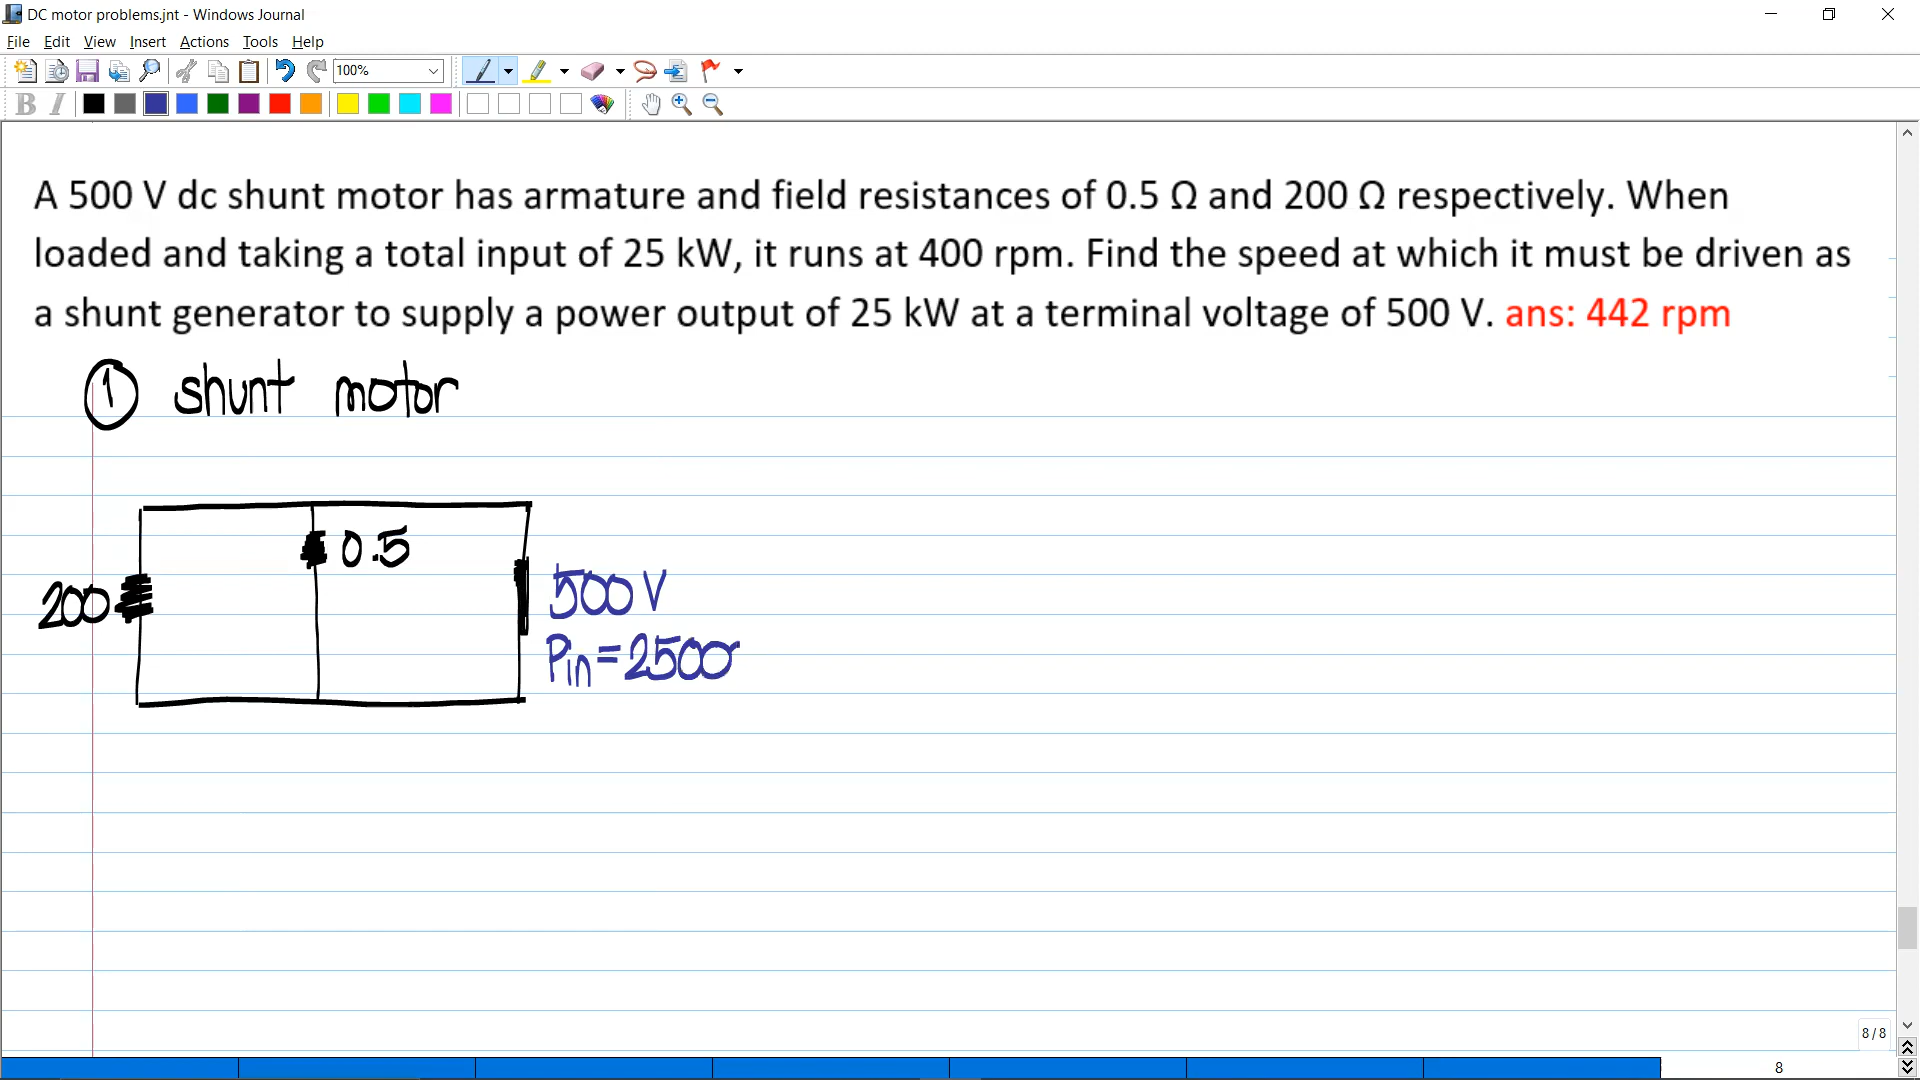 DC motor problems.jnt - Windows Journal
File Edit View Insert Actions Tools Help
100%
B I
A 500 V dc shunt motor has armature and field resistances of 0.5 Ω and 200 Ω respectively. When
loaded and taking a total input of 25 kW, it runs at 400 rpm. Find the speed at which it must be driven as
a shunt generator to supply a power output of 25 kW at a terminal voltage of 500 V. ans: 442 rpm
1 shunt motor
0.5
200
500 V
Pin=2500
8 / 8
8